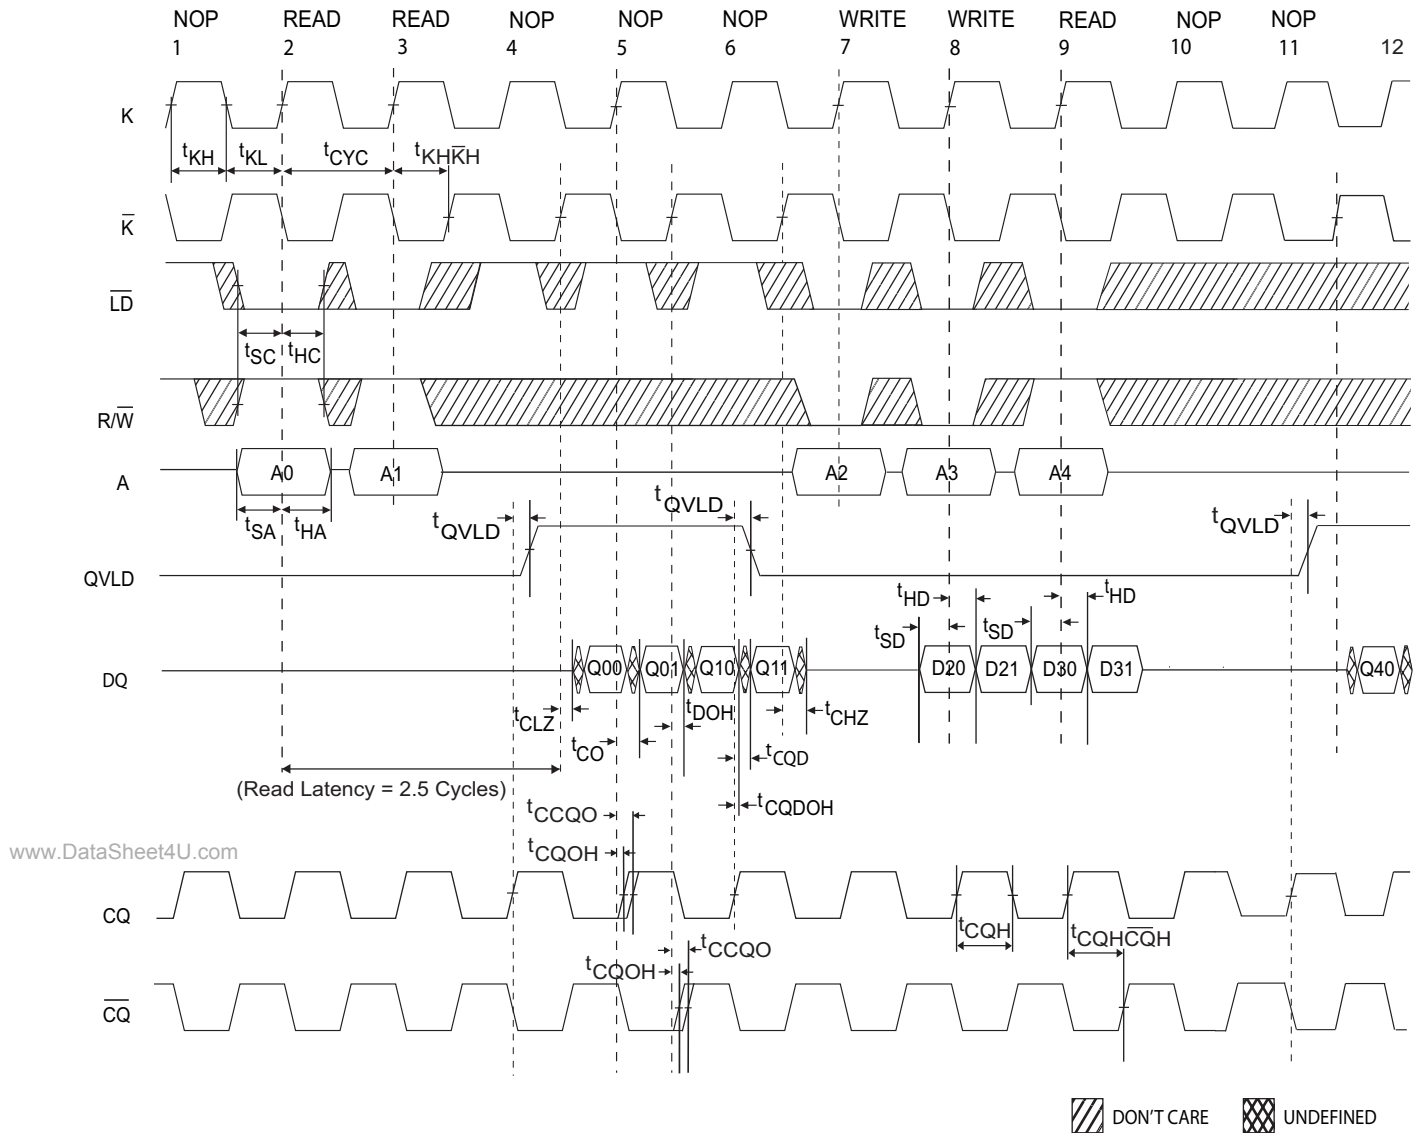 NOP READ READ NOP NOP NOP WRITE WRITE READ NOP NOP
1 2 3 4 5 6 7 8 9 10 11 12
K
tKH tKL tCYC tKHK̅H
K̅
L̅D̅
tSC tHC
R/W̅
A A0 A1 A2 A3 A4
tSA tHA tQVLD tQVLD tQVLD
QVLD
tHD tHD
tSD tSD
DQ Q00 Q01 Q10 Q11 D20 D21 D30 D31 Q40
tCLZ tDOH tCHZ
tCO tCQD
(Read Latency = 2.5 Cycles)
tCQDOH
tCCQO
www.DataSheet4U.com
tCQOH
CQ
tCQH tCQHC̅Q̅H
tCCQO
tCQOH
C̅Q̅
DON'T CARE UNDEFINED